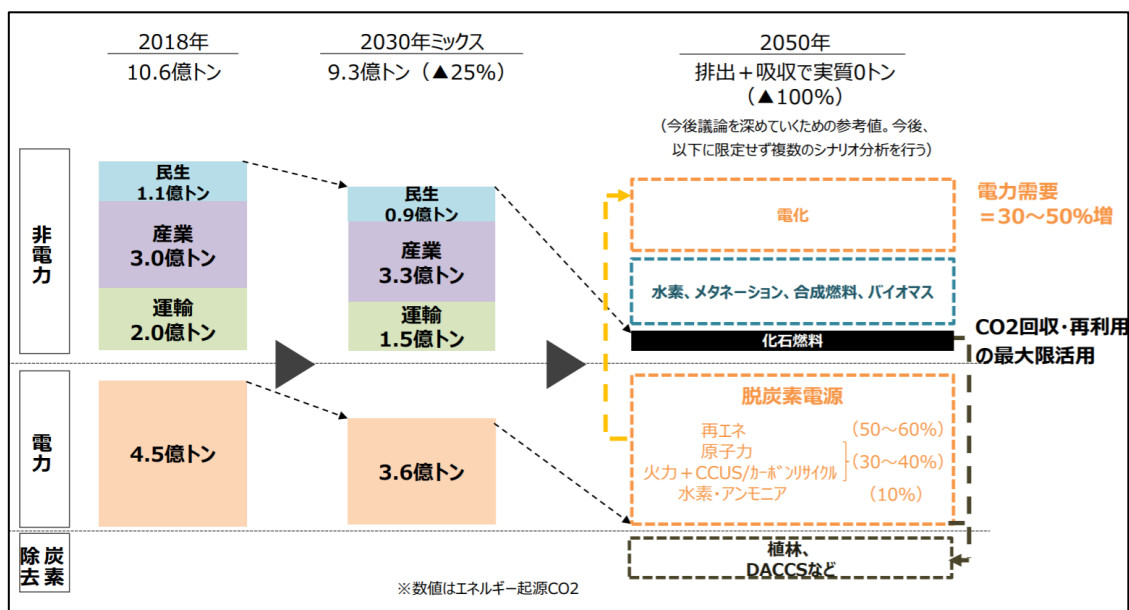 2018年
10.6億トン
2030年ミックス
9.3億トン（▲25%）
2050年
排出＋吸収で実質0トン
（▲100%）
（今後議論を深めていくための参考値。今後、
以下に限定せず複数のシナリオ分析を行う）
非電力
民生
1.1億トン
産業
3.0億トン
運輸
2.0億トン
民生
0.9億トン
産業
3.3億トン
運輸
1.5億トン
電化
電力需要
＝30～50%増
水素、メタネーション、合成燃料、バイオマス
化石燃料
CO2回収・再利用
の最大限活用
電力
4.5億トン
3.6億トン
脱炭素電源
再エネ （50～60%）
原子力
火力＋CCUS/カーボンリサイクル （30～40%）
水素・アンモニア （10%）
炭素除去
植林、
DACCSなど
※数値はエネルギー起源CO2